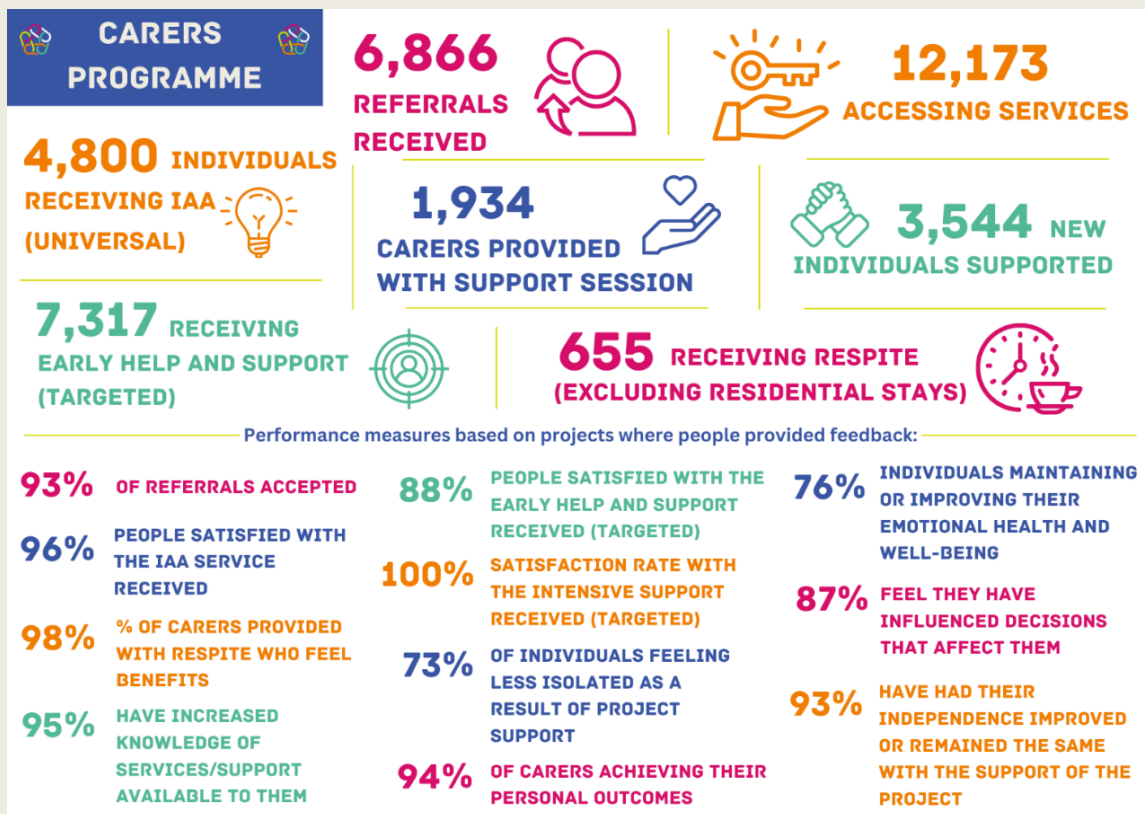 CARERS
PROGRAMME
6,866
REFERRALS
RECEIVED
12,173
ACCESSING SERVICES
4,800 INDIVIDUALS
RECEIVING IAA
(UNIVERSAL)
1,934
CARERS PROVIDED
WITH SUPPORT SESSION
3,544 NEW
INDIVIDUALS SUPPORTED
7,317 RECEIVING
EARLY HELP AND SUPPORT
(TARGETED)
655 RECEIVING RESPITE
(EXCLUDING RESIDENTIAL STAYS)
Performance measures based on projects where people provided feedback:
93% OF REFERRALS ACCEPTED
96% PEOPLE SATISFIED WITH
THE IAA SERVICE
RECEIVED
98% % OF CARERS PROVIDED
WITH RESPITE WHO FEEL
BENEFITS
95% HAVE INCREASED
KNOWLEDGE OF
SERVICES/SUPPORT
AVAILABLE TO THEM
88% PEOPLE SATISFIED WITH THE
EARLY HELP AND SUPPORT
RECEIVED (TARGETED)
100% SATISFACTION RATE WITH
THE INTENSIVE SUPPORT
RECEIVED (TARGETED)
73% OF INDIVIDUALS FEELING
LESS ISOLATED AS A
RESULT OF PROJECT
SUPPORT
94% OF CARERS ACHIEVING THEIR
PERSONAL OUTCOMES
76% INDIVIDUALS MAINTAINING
OR IMPROVING THEIR
EMOTIONAL HEALTH AND
WELL-BEING
87% FEEL THEY HAVE
INFLUENCED DECISIONS
THAT AFFECT THEM
93% HAVE HAD THEIR
INDEPENDENCE IMPROVED
OR REMAINED THE SAME
WITH THE SUPPORT OF THE
PROJECT